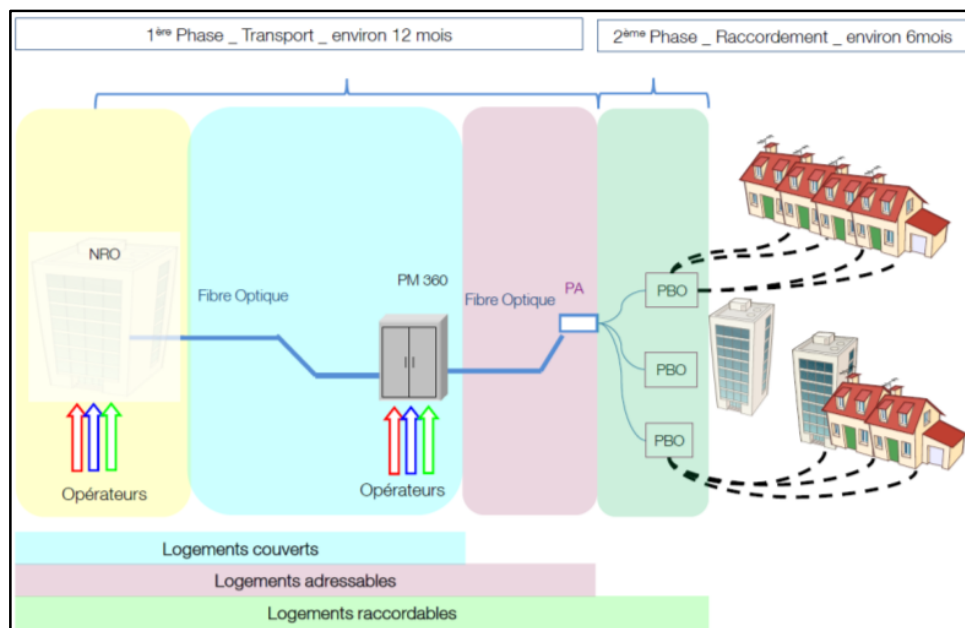 1ère Phase _ Transport _ environ 12 mois
2ème Phase _ Raccordement _ environ 6mois
NRO
Fibre Optique
PM 360
Fibre Optique
PA
PBO
PBO
PBO
Opérateurs
Opérateurs
Logements couverts
Logements adressables
Logements raccordables